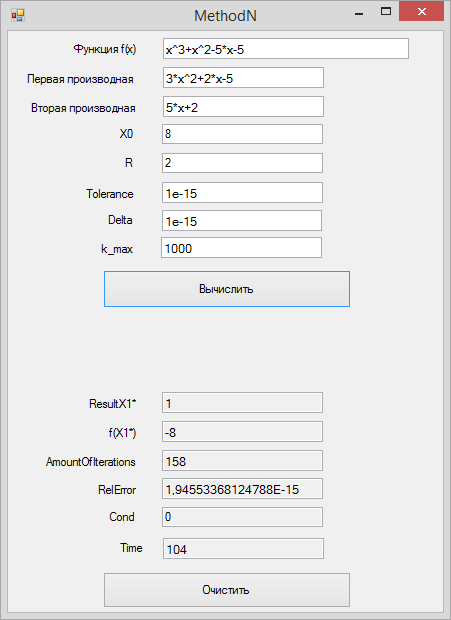 MethodN
Функция f(x) x^3+x^2-5*x-5
Первая производная 3*x^2+2*x-5
Вторая производная 5*x+2
X0 8
R 2
Tolerance 1e-15
Delta 1e-15
k_max 1000
Вычислить
ResultX1* 1
f(X1*) -8
AmountOfIterations 158
RelError 1,94553368124788E-15
Cond 0
Time 104
Очистить